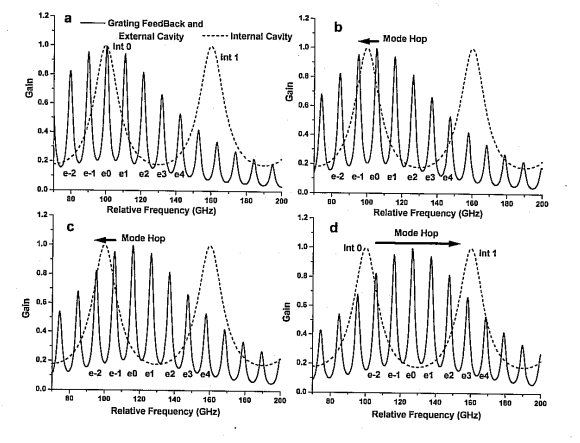 a
Grating FeedBack and
External Cavity
Internal Cavity
Int 0
Int 1
Gain
1.2
1.0
0.8
0.6
0.4
0.2
0.0
e-2 e-1 e0 e1 e2 e3 e4
80 100 120 140 160 180 200
Relative Frequency (GHz)
b
Mode Hop
Gain
1.2
1.0
0.8
0.6
0.4
0.2
0.0
e-2 e-1 e0 e1 e2 e3 e4
80 100 120 140 160 180 200
Relative Frequency (GHz)
c
Mode Hop
Gain
1.2
1.0
0.8
0.6
0.4
0.2
0.0
e-2 e-1 e0 e1 e2 e3 e4
80 100 120 140 160 180 200
Relative Frequency (GHz)
d
Mode Hop
Int 0
Int 1
Gain
1.2
1.0
0.8
0.6
0.4
0.2
0.0
e-2 e-1 e0 e1 e2 e3 e4
80 100 120 140 160 180 200
Relative Frequency (GHz)